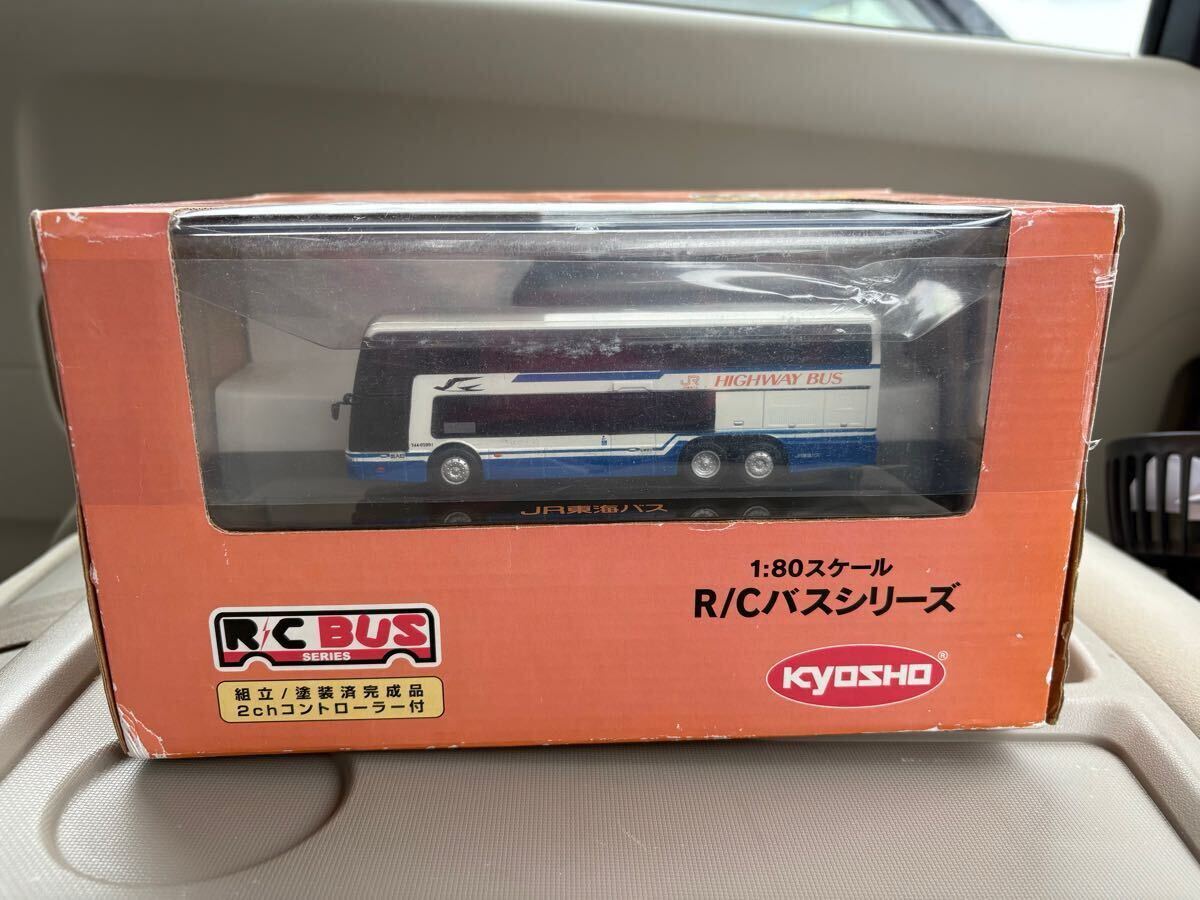 JR
HIGHWAY BUS
JR東海バス
1:80スケール
R/Cバスシリーズ
R/C BUS
SERIES
組立/塗装済完成品
2chコントローラー付
KYOSHO
®